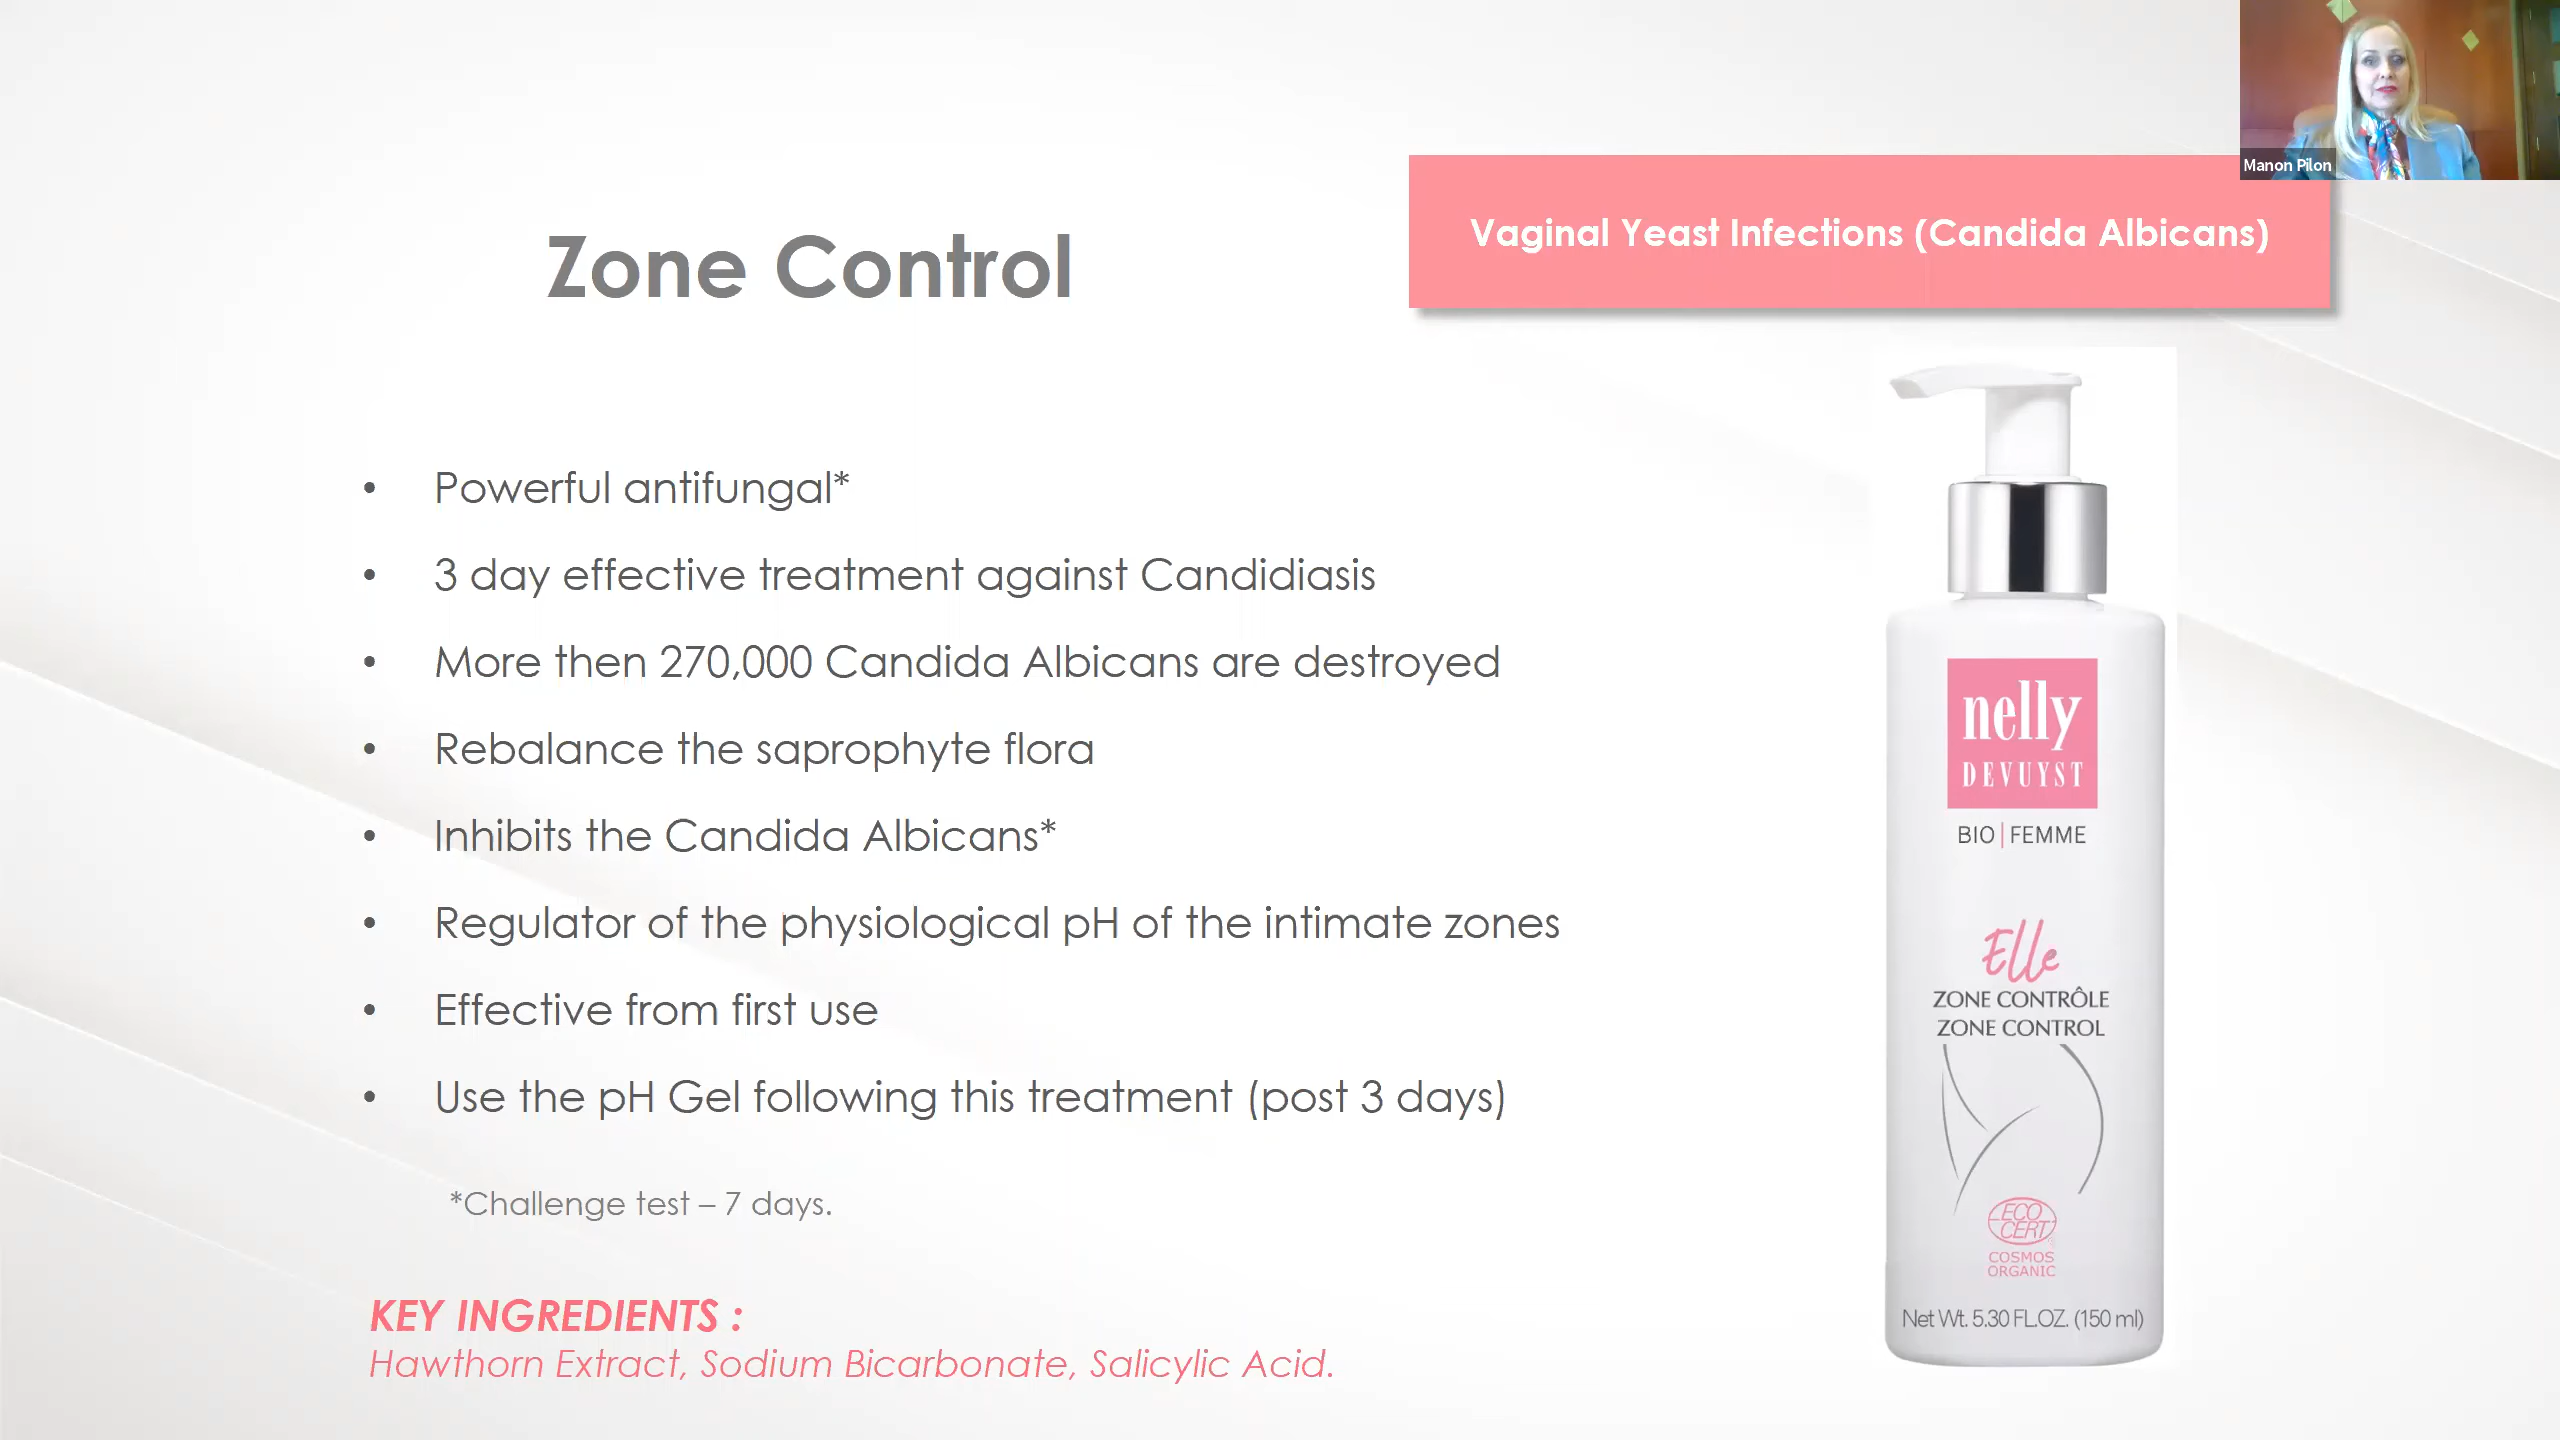 Manon Pilon
Vaginal Yeast Infections (Candida Albicans)
Zone Control
• Powerful antifungal*
• 3 day effective treatment against Candidiasis
• More then 270,000 Candida Albicans are destroyed
• Rebalance the saprophyte flora
• Inhibits the Candida Albicans*
• Regulator of the physiological pH of the intimate zones
• Effective from first use
• Use the pH Gel following this treatment (post 3 days)
*Challenge test – 7 days.
KEY INGREDIENTS :
Hawthorn Extract, Sodium Bicarbonate, Salicylic Acid.
nelly
DEVUYST
BIO|FEMME
Elle
ZONE CONTRÔLE
ZONE CONTROL
ECO
CERT
COSMOS
ORGANIC
Net Wt. 5.30 FL.OZ. (150 ml)